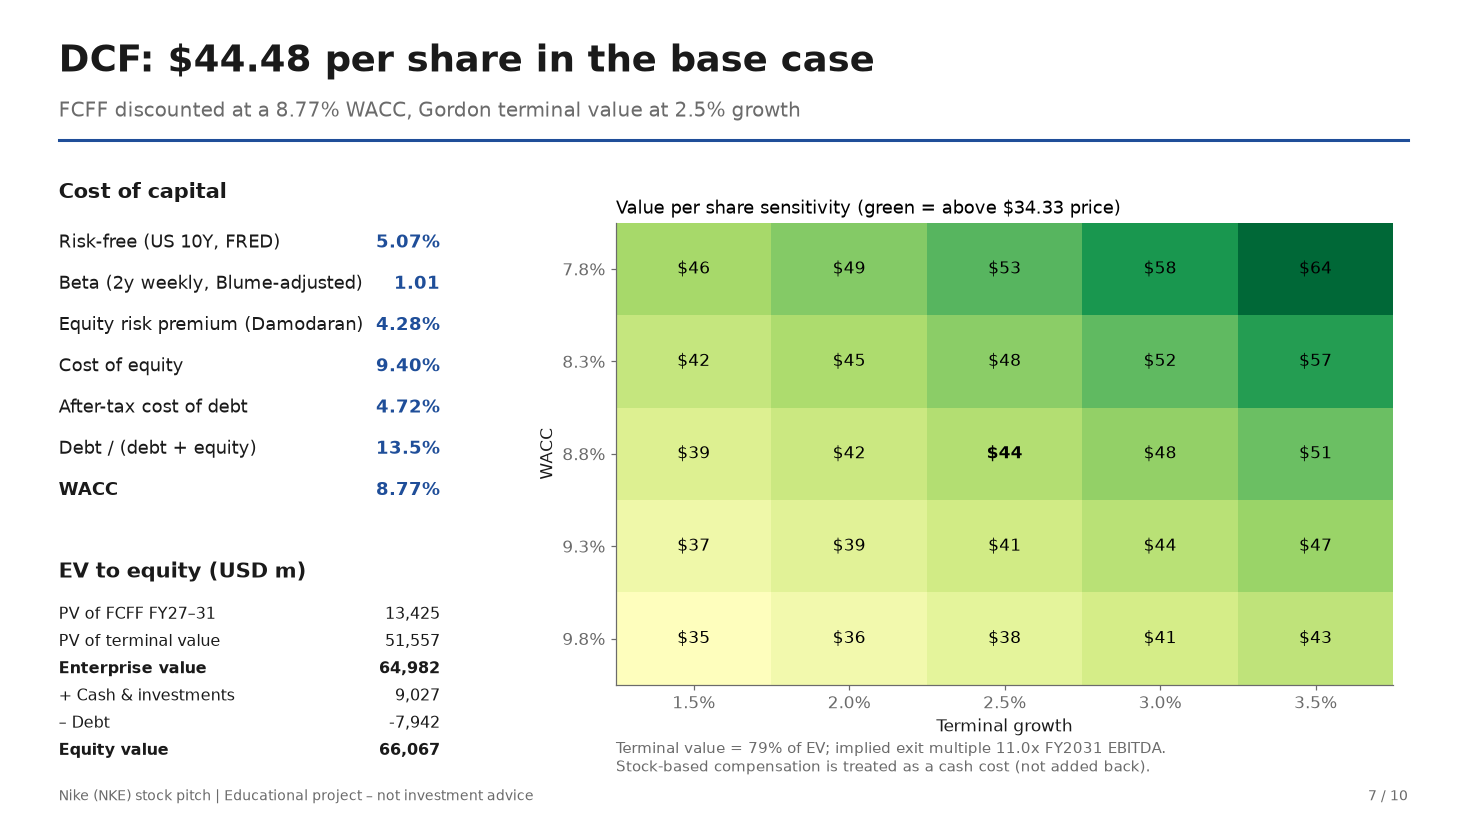 DCF: $44.48 per share in the base case
FCFF discounted at a 8.77% WACC, Gordon terminal value at 2.5% growth
Cost of capital
Risk-free (US 10Y, FRED) 5.07%
Beta (2y weekly, Blume-adjusted) 1.01
Equity risk premium (Damodaran) 4.28%
Cost of equity 9.40%
After-tax cost of debt 4.72%
Debt / (debt + equity) 13.5%
WACC 8.77%
EV to equity (USD m)
PV of FCFF FY27–31 13,425
PV of terminal value 51,557
Enterprise value 64,982
+ Cash & investments 9,027
– Debt -7,942
Equity value 66,067
Value per share sensitivity (green = above $34.33 price)
WACC
7.8% $46 $49 $53 $58 $64
8.3% $42 $45 $48 $52 $57
8.8% $39 $42 $44 $48 $51
9.3% $37 $39 $41 $44 $47
9.8% $35 $36 $38 $41 $43
1.5% 2.0% 2.5% 3.0% 3.5%
Terminal growth
Terminal value = 79% of EV; implied exit multiple 11.0x FY2031 EBITDA.
Stock-based compensation is treated as a cash cost (not added back).
Nike (NKE) stock pitch | Educational project – not investment advice
7 / 10